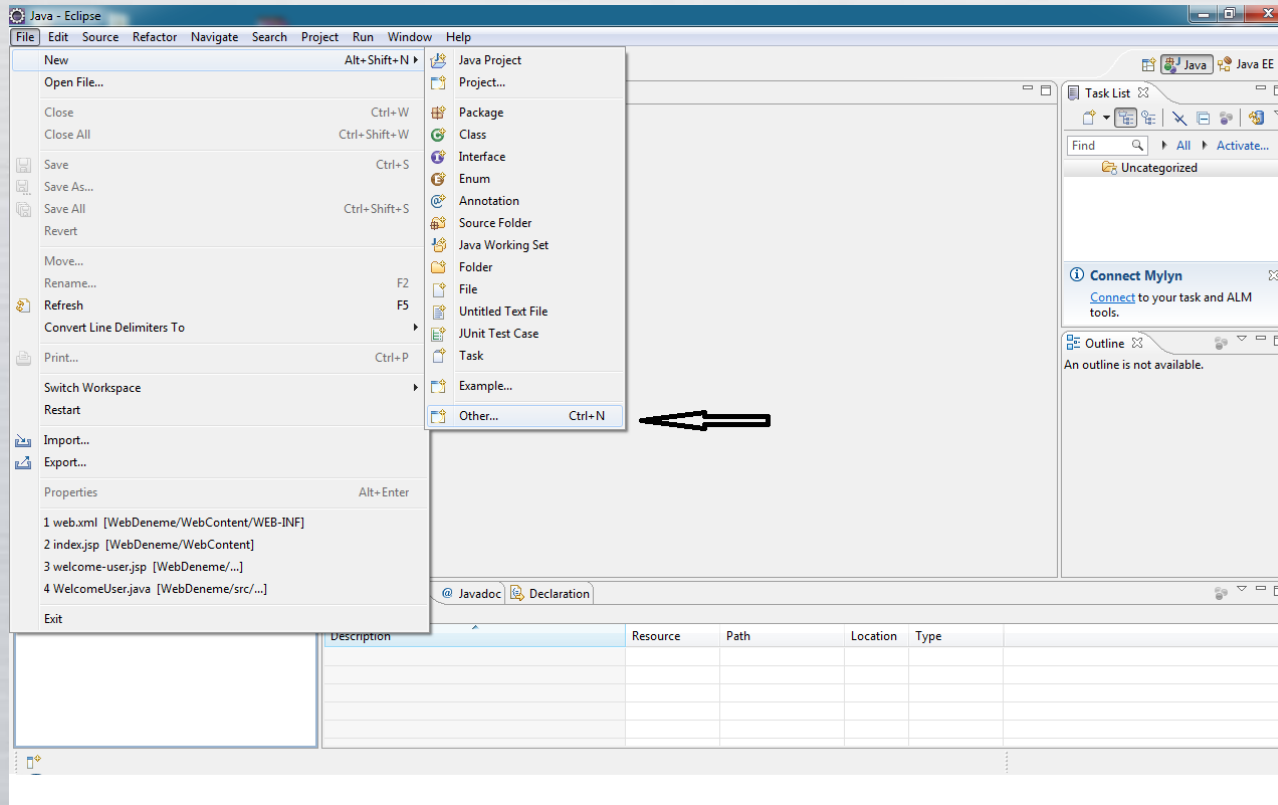 Java - Eclipse
File Edit Source Refactor Navigate Search Project Run Window Help
New Alt+Shift+N
Open File...
Close Ctrl+W
Close All Ctrl+Shift+W
Save Ctrl+S
Save As...
Save All Ctrl+Shift+S
Revert
Move...
Rename... F2
Refresh F5
Convert Line Delimiters To
Print... Ctrl+P
Switch Workspace
Restart
Import...
Export...
Properties Alt+Enter
1 web.xml [WebDeneme/WebContent/WEB-INF]
2 index.jsp [WebDeneme/WebContent]
3 welcome-user.jsp [WebDeneme/...]
4 WelcomeUser.java [WebDeneme/src/...]
Exit
Java Project
Project...
Package
Class
Interface
Enum
Annotation
Source Folder
Java Working Set
Folder
File
Untitled Text File
JUnit Test Case
Task
Example...
Other... Ctrl+N
Java Java EE
Task List
Find All Activate...
Uncategorized
Connect Mylyn
Connect to your task and ALM
tools.
Outline
An outline is not available.
@ Javadoc Declaration
Description Resource Path Location Type